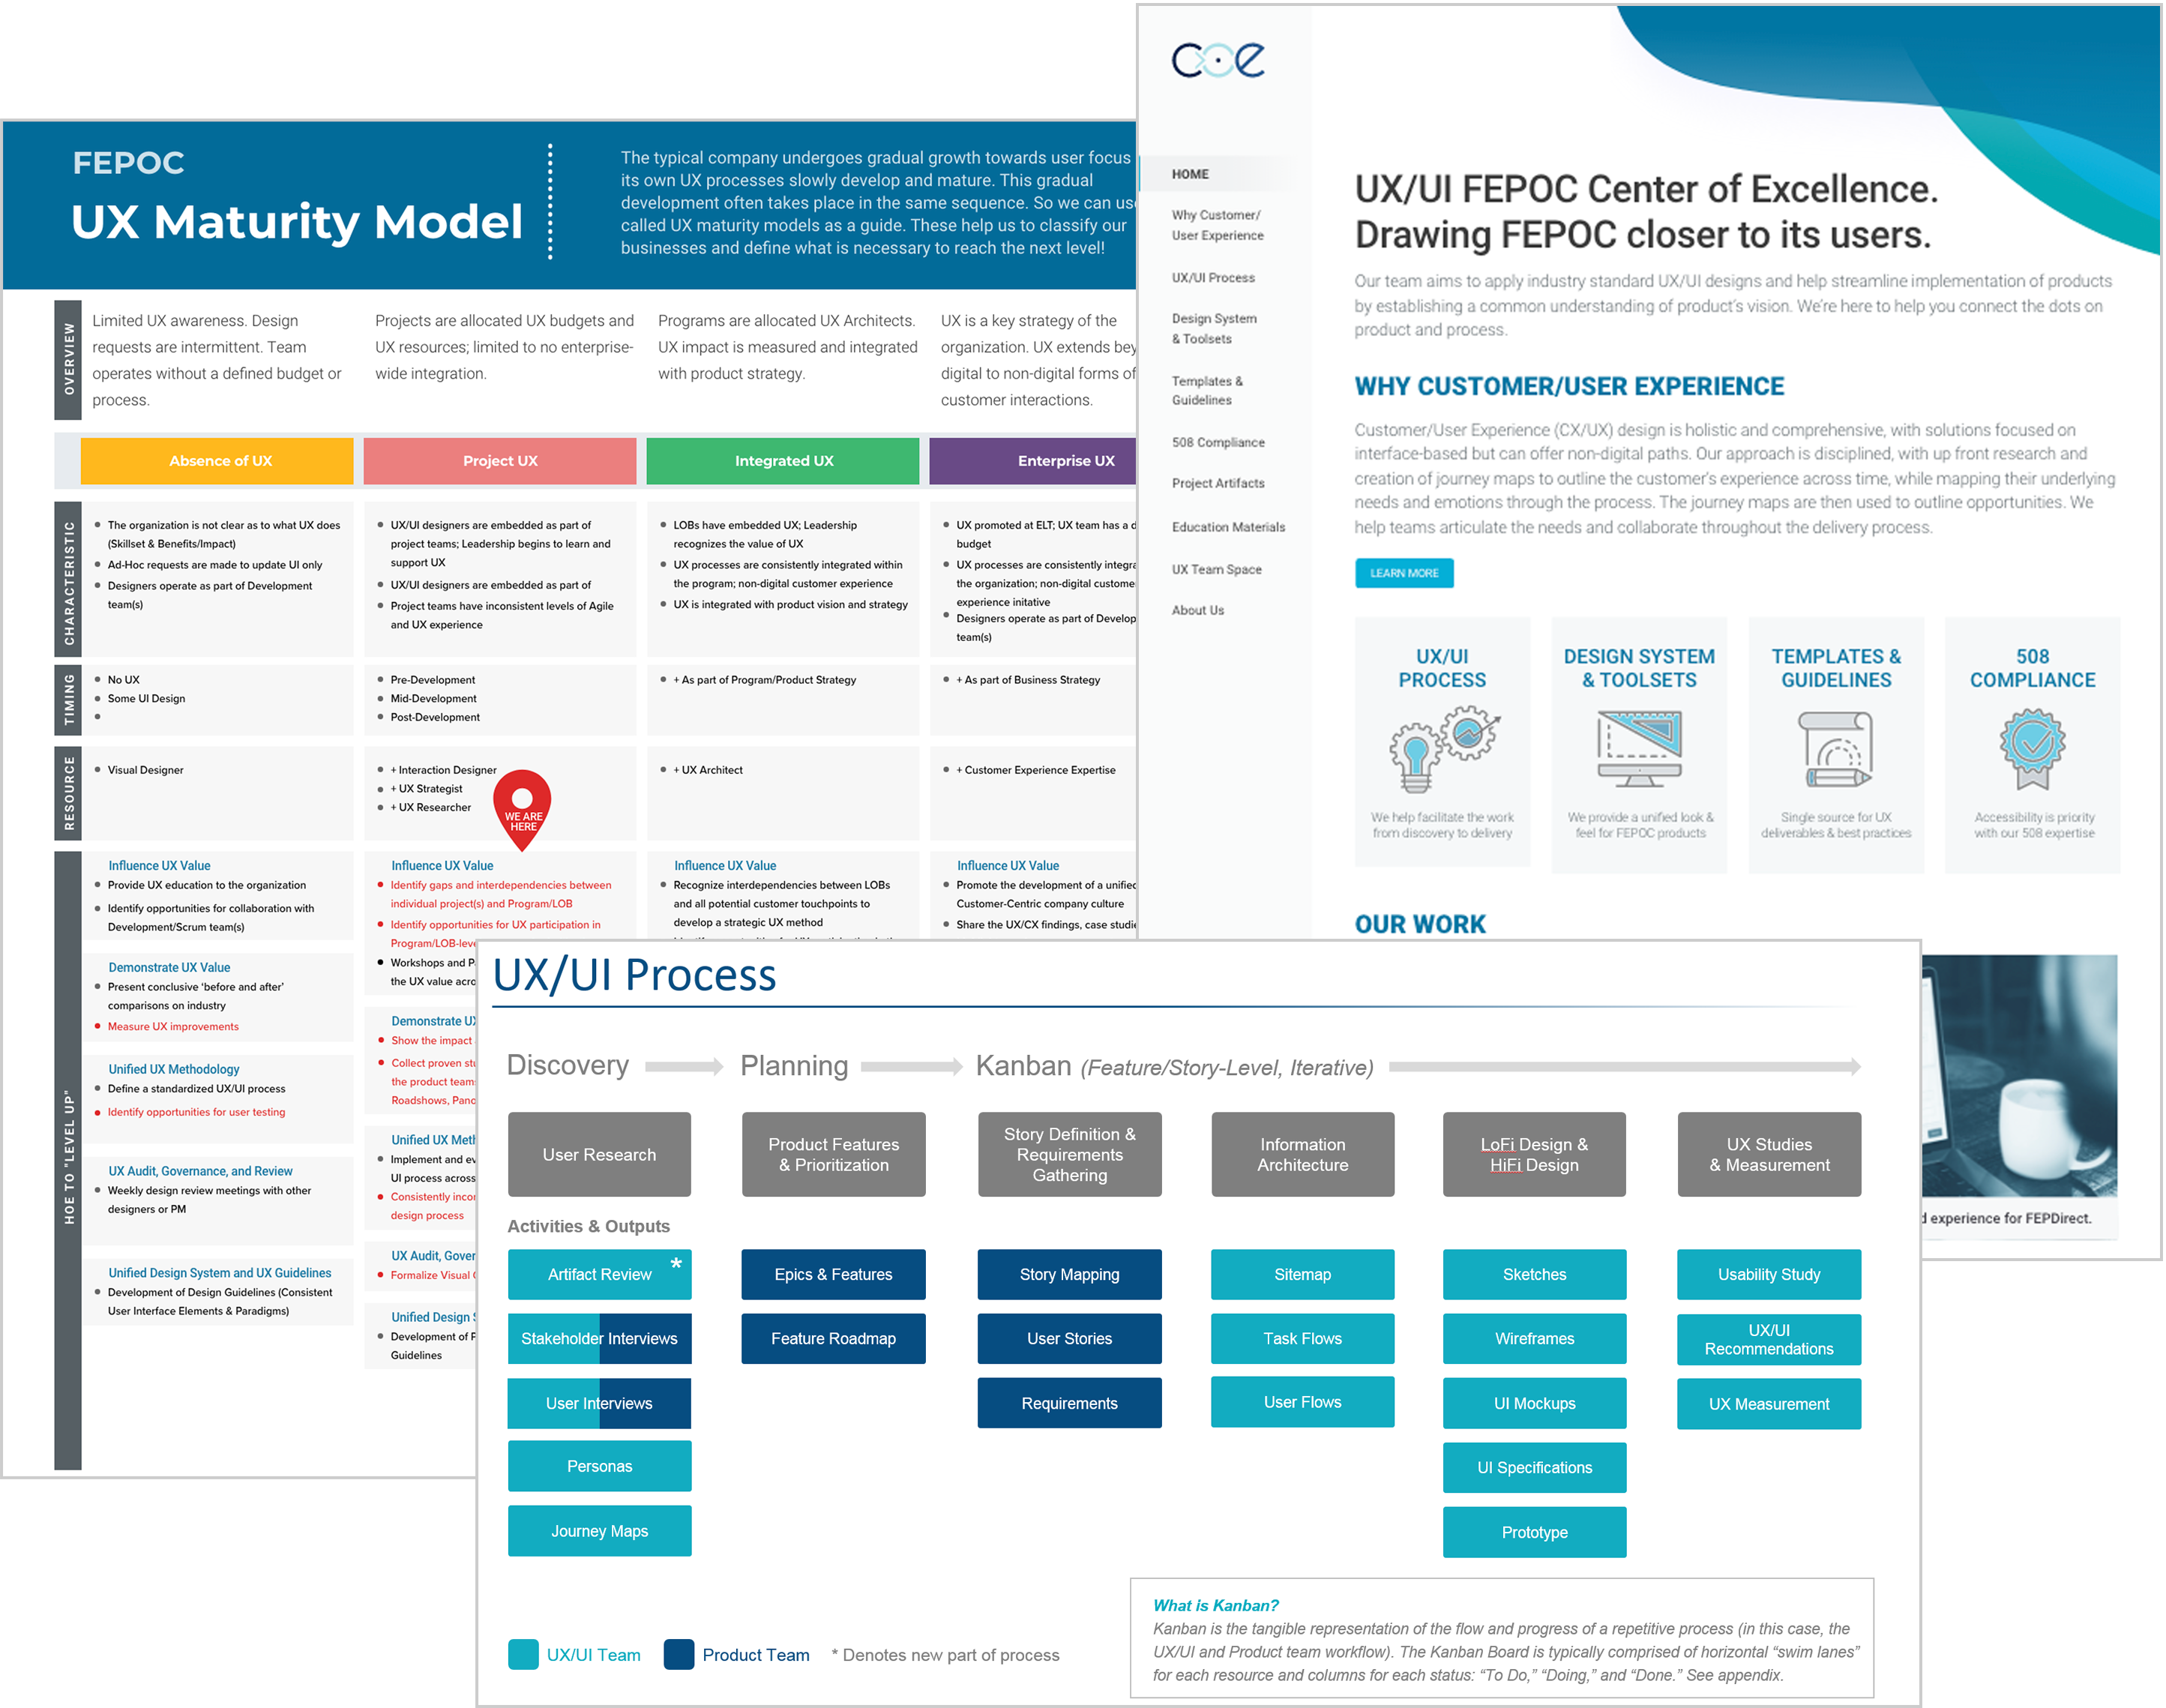 FEPOC
UX Maturity Model
The typical company undergoes gradual growth towards user focus
its own UX processes slowly develop and mature. This gradual
development often takes place in the same sequence. So we can us
called UX maturity models as a guide. These help us to classify our
businesses and define what is necessary to reach the next level!
OVERVIEW
Limited UX awareness. Design
requests are intermittent. Team
operates without a defined budget or
process.
Projects are allocated UX budgets and
UX resources; limited to no enterprise-
wide integration.
Programs are allocated UX Architects.
UX impact is measured and integrated
with product strategy.
UX is a key strategy of the
organization. UX extends bey
digital to non-digital forms of
customer interactions.
Absence of UX
Project UX
Integrated UX
Enterprise UX
CHARACTERISTIC
The organization is not clear as to what UX does
(Skillset & Benefits/Impact)
Ad-Hoc requests are made to update UI only
Designers operate as part of Development
team(s)
UX/UI designers are embedded as part of
project teams; Leadership begins to learn and
support UX
UX/UI designers are embedded as part of
Project teams have inconsistent levels of Agile
and UX experience
LOBs have embedded UX; Leadership
recognizes the value of UX
UX processes are consistently integrated within
the program; non-digital customer experience
UX is integrated with product vision and strategy
UX promoted at ELT; UX team has a d
budget
UX processes are consistently integra
the organization; non-digital custome
experience initative
Designers operate as part of Develop
team(s)
TIMING
No UX
Some UI Design
Pre-Development
Mid-Development
Post-Development
+ As part of Program/Product Strategy
+ As part of Business Strategy
RESOURCE
Visual Designer
+ Interaction Designer
+ UX Strategist
+ UX Researcher
WE ARE
HERE
+ UX Architect
+ Customer Experience Expertise
HOE TO "LEVEL UP"
Influence UX Value
Provide UX education to the organization
Identify opportunities for collaboration with
Development/Scrum team(s)
Demonstrate UX Value
Present conclusive ‘before and after’
comparisons on industry
Measure UX improvements
Unified UX Methodology
Define a standardized UX/UI process
Identify opportunities for user testing
UX Audit, Governance, and Review
Weekly design review meetings with other
designers or PM
Unified Design System and UX Guidelines
Development of Design Guidelines (Consistent
User Interface Elements & Paradigms)
Influence UX Value
Identify gaps and interdependencies between
individual project(s) and Program/LOB
Identify opportunities for UX participation in
Program/LOB-leve
Workshops and P
the UX value acro
Demonstrate UX
Show the impact
Collect proven stu
the product team
Roadshows, Pano
Unified UX Meth
Implement and ev
UI process across
Consistently incor
design process
UX Audit, Gover
Formalize Visual
Unified Design S
Development of P
Guidelines
Influence UX Value
Recognize interdependencies between LOBs
and all potential customer touchpoints to
develop a strategic UX method
Influence UX Value
Promote the development of a unified
Customer-Centric company culture
Share the UX/CX findings, case studie
coe
HOME
Why Customer/
User Experience
UX/UI Process
Design System
& Toolsets
Templates &
Guidelines
508 Compliance
Project Artifacts
Education Materials
UX Team Space
About Us
UX/UI FEPOC Center of Excellence.
Drawing FEPOC closer to its users.
Our team aims to apply industry standard UX/UI designs and help streamline implementation of products
by establishing a common understanding of product's vision. We're here to help you connect the dots on
product and process.
WHY CUSTOMER/USER EXPERIENCE
Customer/User Experience (CX/UX) design is holistic and comprehensive, with solutions focused on
interface-based but can offer non-digital paths. Our approach is disciplined, with up front research and
creation of journey maps to outline the customer's experience across time, while mapping their underlying
needs and emotions through the process. The journey maps are then used to outline opportunities. We
help teams articulate the needs and collaborate throughout the delivery process.
LEARN MORE
UX/UI
PROCESS
We help facilitate the work
from discovery to delivery
DESIGN SYSTEM
& TOOLSETS
We provide a unified look &
feel for FEPOC products
TEMPLATES &
GUIDELINES
Single source for UX
deliverables & best practices
508
COMPLIANCE
Accessibility is priority
with our 508 expertise
OUR WORK
d experience for FEPDirect.
UX/UI Process
Discovery
Planning
Kanban (Feature/Story-Level, Iterative)
User Research
Product Features
& Prioritization
Story Definition &
Requirements
Gathering
Information
Architecture
LoFi Design &
HiFi Design
UX Studies
& Measurement
Activities & Outputs
Artifact Review *
Stakeholder Interviews
User Interviews
Personas
Journey Maps
Epics & Features
Feature Roadmap
Story Mapping
User Stories
Requirements
Sitemap
Task Flows
User Flows
Sketches
Wireframes
UI Mockups
UI Specifications
Prototype
Usability Study
UX/UI
Recommendations
UX Measurement
UX/UI Team
Product Team
* Denotes new part of process
What is Kanban?
Kanban is the tangible representation of the flow and progress of a repetitive process (in this case, the
UX/UI and Product team workflow). The Kanban Board is typically comprised of horizontal “swim lanes”
for each resource and columns for each status: “To Do,” “Doing,” and “Done.” See appendix.